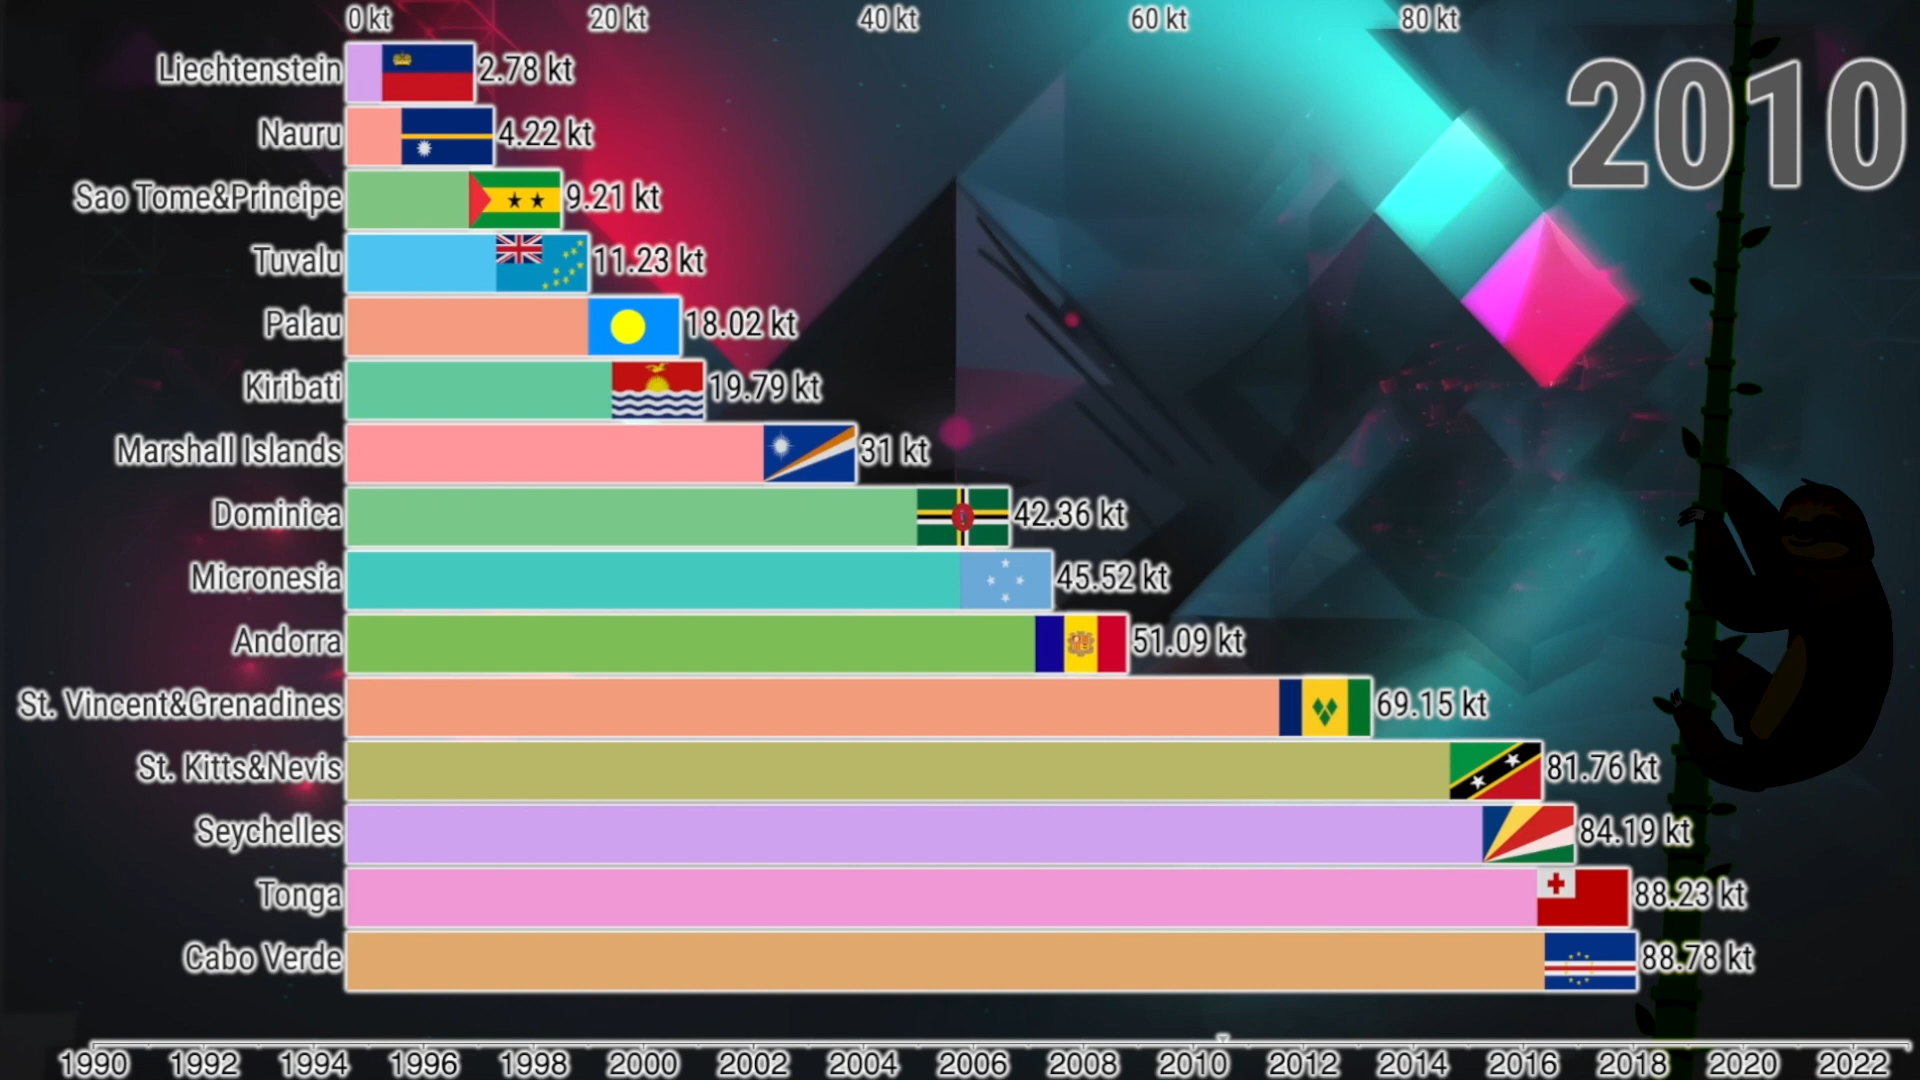 0 kt 20 kt 40 kt 60 kt 80 kt
2010
Liechtenstein 2.78 kt
Nauru 4.22 kt
Sao Tome&Principe 9.21 kt
Tuvalu 11.23 kt
Palau 18.02 kt
Kiribati 19.79 kt
Marshall Islands 31 kt
Dominica 42.36 kt
Micronesia 45.52 kt
Andorra 51.09 kt
St. Vincent&Grenadines 69.15 kt
St. Kitts&Nevis 81.76 kt
Seychelles 84.19 kt
Tonga 88.23 kt
Cabo Verde 88.78 kt
1990 1992 1994 1996 1998 2000 2002 2004 2006 2008 2010 2012 2014 2016 2018 2020 2022